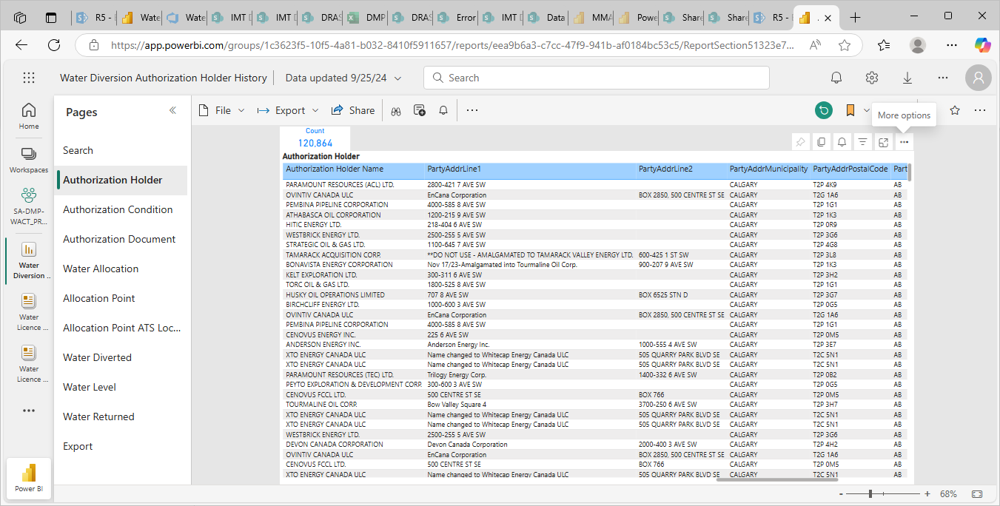 R5 - 
Wate
Wate
IMT D
IMT D
DRAS
DMP
DRAS
Error
IMT D
Data
MMA
Powe
Share
Share
R5 - 
https://app.powerbi.com/groups/1c3623f5-10f5-4a81-b032-8410f5911657/reports/eea9b6a3-c7cc-47f9-941b-af0184bc53c5/ReportSection51323e7...
Water Diversion Authorization Holder History
Data updated 9/25/24
Search
Home
Workspaces
SA-DMP-
WACT_PR...
Water
Diversion ..
Water
Licence ...
Water
Licence ...
Power BI
Pages
Search
Authorization Holder
Authorization Condition
Authorization Document
Water Allocation
Allocation Point
Allocation Point ATS Loc...
Water Diverted
Water Level
Water Returned
Export
File
Export
Share
More options
Count
120,864
Authorization Holder
Authorization Holder Name PartyAddrLine1 PartyAddrLine2 PartyAddrMunicipality PartyAddrPostalCode Part
PARAMOUNT RESOURCES (ACL) LTD. 2800-421 7 AVE SW CALGARY T2P 4K9 AB
OVINTIV CANADA ULC EnCana Corporation BOX 2850, 500 CENTRE ST SE CALGARY T2G 1A6 AB
PEMBINA PIPELINE CORPORATION 4000-585 8 AVE SW CALGARY T2P 1G1 AB
ATHABASCA OIL CORPORATION 1200-215 9 AVE SW CALGARY T2P 1K3 AB
HITIC ENERGY LTD. 218-404 6 AVE SW CALGARY T2P 0R9 AB
WESTBRICK ENERGY LTD. 2500-255 5 AVE SW CALGARY T2P 3G6 AB
STRATEGIC OIL & GAS LTD. 1100-645 7 AVE SW CALGARY T2P 4G8 AB
TAMARACK ACQUISITION CORP. **DO NOT USE - AMALGAMATED TO TAMARACK VALLEY ENERGY LTD. 600-425 1 ST SW CALGARY T2P 3L8 AB
BONAVISTA ENERGY CORPORATION Nov 17/23-Amalgamated into Tourmaline Oil Corp. 900-207 9 AVE SW CALGARY T2P 1K3 AB
KELT EXPLORATION LTD. 300-311 6 AVE SW CALGARY T2P 3H2 AB
TORC OIL & GAS LTD. 1800-525 8 AVE SW CALGARY T2P 1G1 AB
HUSKY OIL OPERATIONS LIMITED 707 8 AVE SW BOX 6525 STN D CALGARY T2P 3G7 AB
BIRCHCLIFF ENERGY LTD. 1000-600 3 AVE SW CALGARY T2P 0G5 AB
OVINTIV CANADA ULC EnCana Corporation BOX 2850, 500 CENTRE ST SE CALGARY T2G 1A6 AB
PEMBINA PIPELINE CORPORATION 4000-585 8 AVE SW CALGARY T2P 1G1 AB
CENOVUS ENERGY INC. 225 6 AVE SW CALGARY T2P 0M5 AB
ANDERSON ENERGY INC. Anderson Energy Inc. 1000-555 4 AVE SW CALGARY T2P 3E7 AB
XTO ENERGY CANADA ULC Name changed to Whitecap Energy Canada ULC 505 QUARRY PARK BLVD SE CALGARY T2C 5N1 AB
XTO ENERGY CANADA ULC Name changed to Whitecap Energy Canada ULC 505 QUARRY PARK BLVD SE CALGARY T2C 5N1 AB
PARAMOUNT RESOURCES (TEC) LTD. Trilogy Energy Corp. 1400-332 6 AVE SW CALGARY T2P 0B2 AB
PEYTO EXPLORATION & DEVELOPMENT CORP. 300-600 3 AVE SW CALGARY T2P 0G5 AB
CENOVUS FCCL LTD. 500 CENTRE ST SE BOX 766 CALGARY T2P 0M5 AB
TOURMALINE OIL CORP. Bow Valley Square 4 3700-250 6 AVE SW CALGARY T2P 3H7 AB
XTO ENERGY CANADA ULC Name changed to Whitecap Energy Canada ULC 505 QUARRY PARK BLVD SE CALGARY T2C 5N1 AB
XTO ENERGY CANADA ULC Name changed to Whitecap Energy Canada ULC 505 QUARRY PARK BLVD SE CALGARY T2C 5N1 AB
WESTBRICK ENERGY LTD. 2500-255 5 AVE SW CALGARY T2P 3G6 AB
DEVON CANADA CORPORATION Devon Canada Corporation 2000-400 3 AVE SW CALGARY T2P 4H2 AB
OVINTIV CANADA ULC EnCana Corporation BOX 2850, 500 CENTRE ST SE CALGARY T2G 1A6 AB
CENOVUS FCCL LTD. 500 CENTRE ST SE BOX 766 CALGARY T2P 0M5 AB
XTO ENERGY CANADA ULC Name changed to Whitecap Energy Canada ULC 505 QUARRY PARK BLVD SE CALGARY T2C 5N1 AB
- + 68%